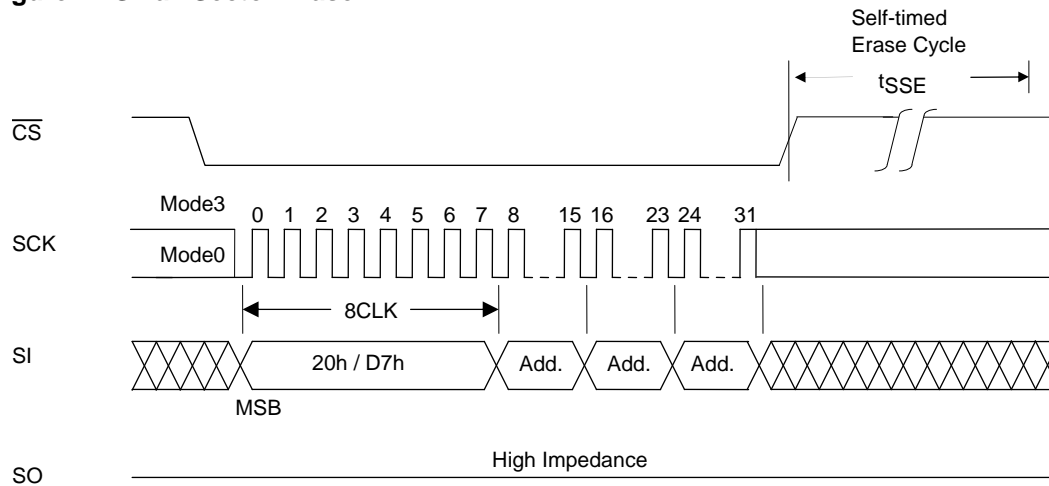 Self-timed
Erase Cycle
tSSE
CS
Mode3
0 1 2 3 4 5 6 7 8 15 16 23 24 31
SCK
Mode0
8CLK
SI
20h / D7h Add. Add. Add.
MSB
High Impedance
SO